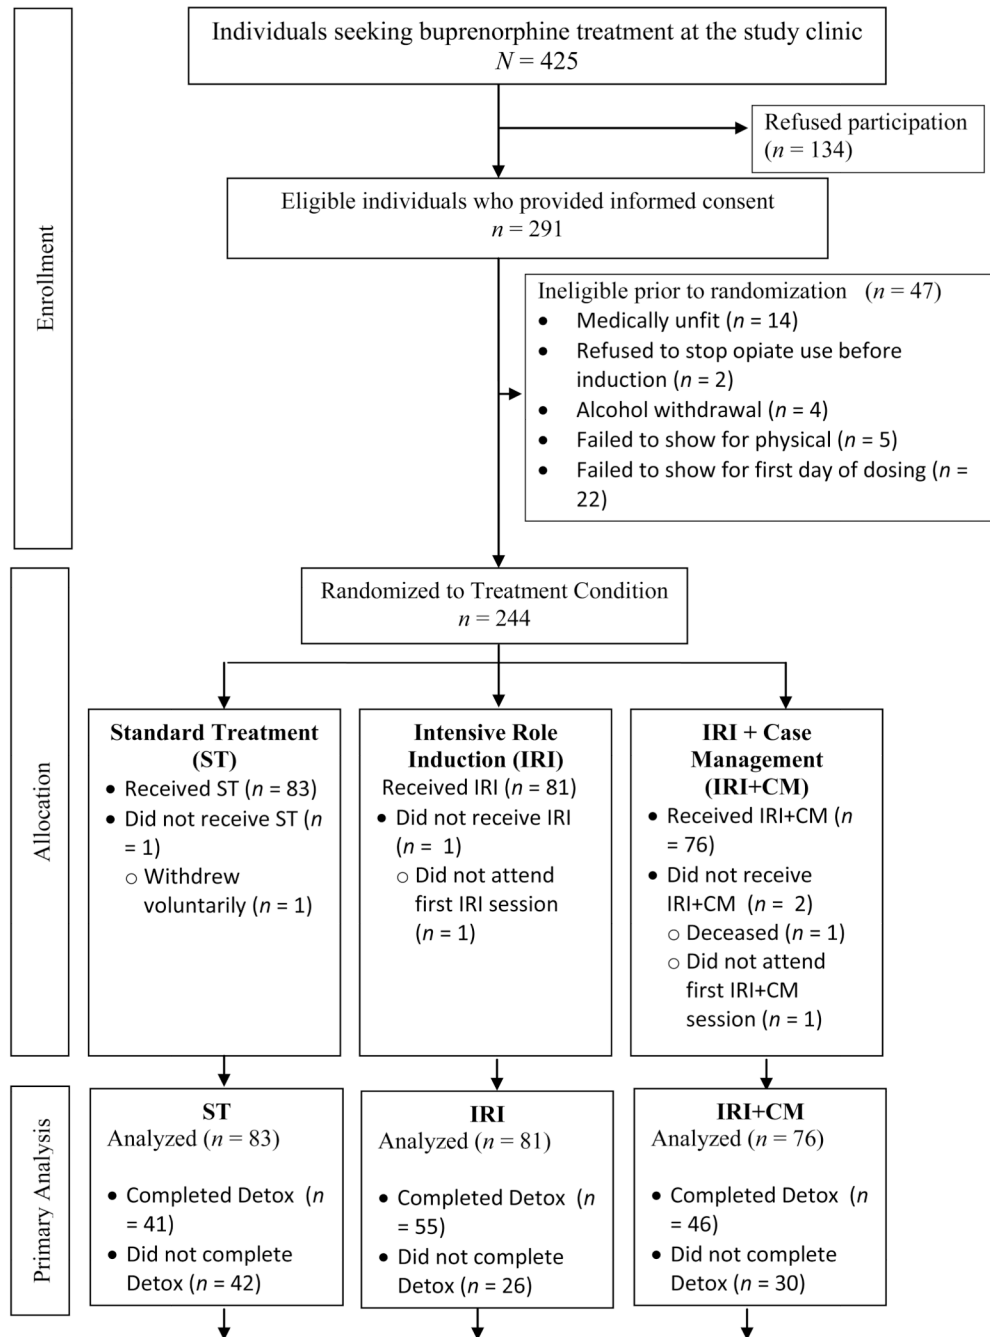 Individuals seeking buprenorphine treatment at the study clinic
N = 425
Refused participation
(n = 134)
Eligible individuals who provided informed consent
n = 291
Enrollment
Ineligible prior to randomization (n = 47)
• Medically unfit (n = 14)
• Refused to stop opiate use before
induction (n = 2)
• Alcohol withdrawal (n = 4)
• Failed to show for physical (n = 5)
• Failed to show for first day of dosing (n =
22)
Randomized to Treatment Condition
n = 244
Allocation
Standard Treatment
(ST)
• Received ST (n = 83)
• Did not receive ST (n
= 1)
○ Withdrew
voluntarily (n = 1)
Intensive Role
Induction (IRI)
Received IRI (n = 81)
• Did not receive IRI
(n = 1)
○ Did not attend
first IRI session
(n = 1)
IRI + Case
Management
(IRI+CM)
• Received IRI+CM (n
= 76)
• Did not receive
IRI+CM (n = 2)
○ Deceased (n = 1)
○ Did not attend
first IRI+CM
session (n = 1)
Primary Analysis
ST
Analyzed (n = 83)
• Completed Detox (n
= 41)
• Did not complete
Detox (n = 42)
IRI
Analyzed (n = 81)
• Completed Detox (n
= 55)
• Did not complete
Detox (n = 26)
IRI+CM
Analyzed (n = 76)
• Completed Detox (n
= 46)
• Did not complete
Detox (n = 30)